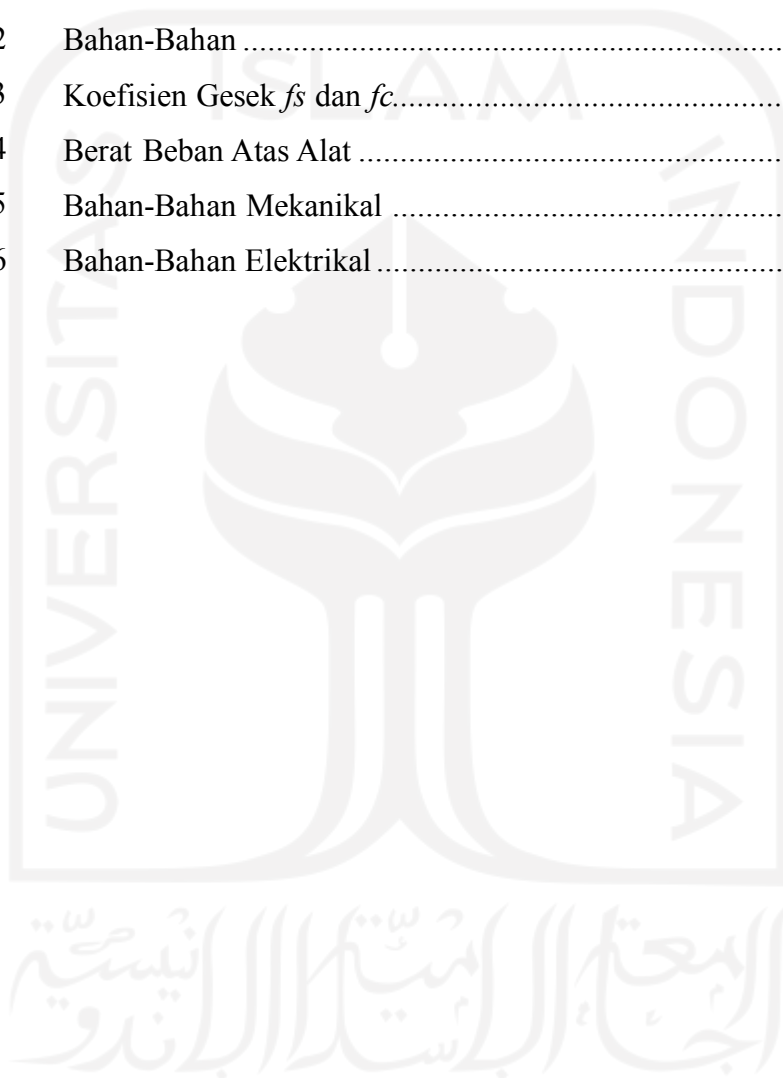 2 Bahan-Bahan ..................................................................
3 Koefisien Gesek fs dan fc..................................................
4 Berat Beban Atas Alat ......................................................
5 Bahan-Bahan Mekanikal ..................................................
6 Bahan-Bahan Elektrikal ....................................................
ISLAM
UNIVERSITAS
INDONESIA